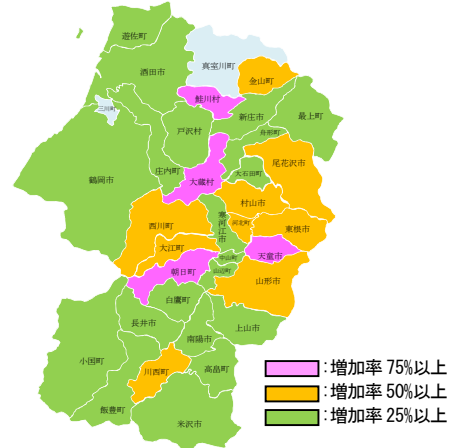 遊佐町
酒田市
真室川町
金山町
三川町
鮭川村
新庄市
最上町
戸沢村
舟形町
庄内町
大蔵村
大石田町
尾花沢市
鶴岡市
村山市
西川町
寒河江市
河北町
東根市
大江町
中山町
天童市
朝日町
山辺町
山形市
白鷹町
長井市
上山市
南陽市
小国町
高畠町
川西町
飯豊町
米沢市
:増加率 75%以上
:増加率 50%以上
:増加率 25%以上